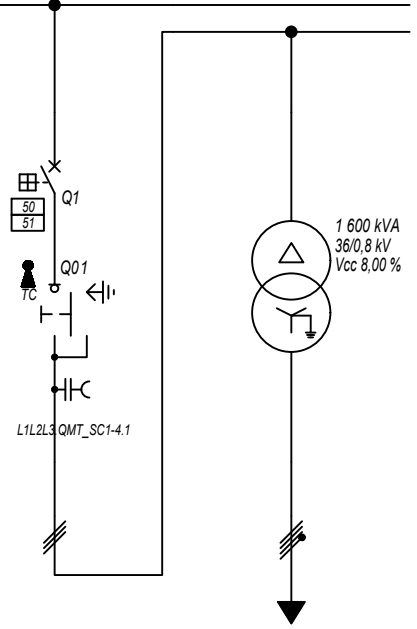 Q1
50
51
Q01
TC
L1L2L3 QMT_SC1-4.1
1 600 kVA
36/0,8 kV
Vcc 8,00 %